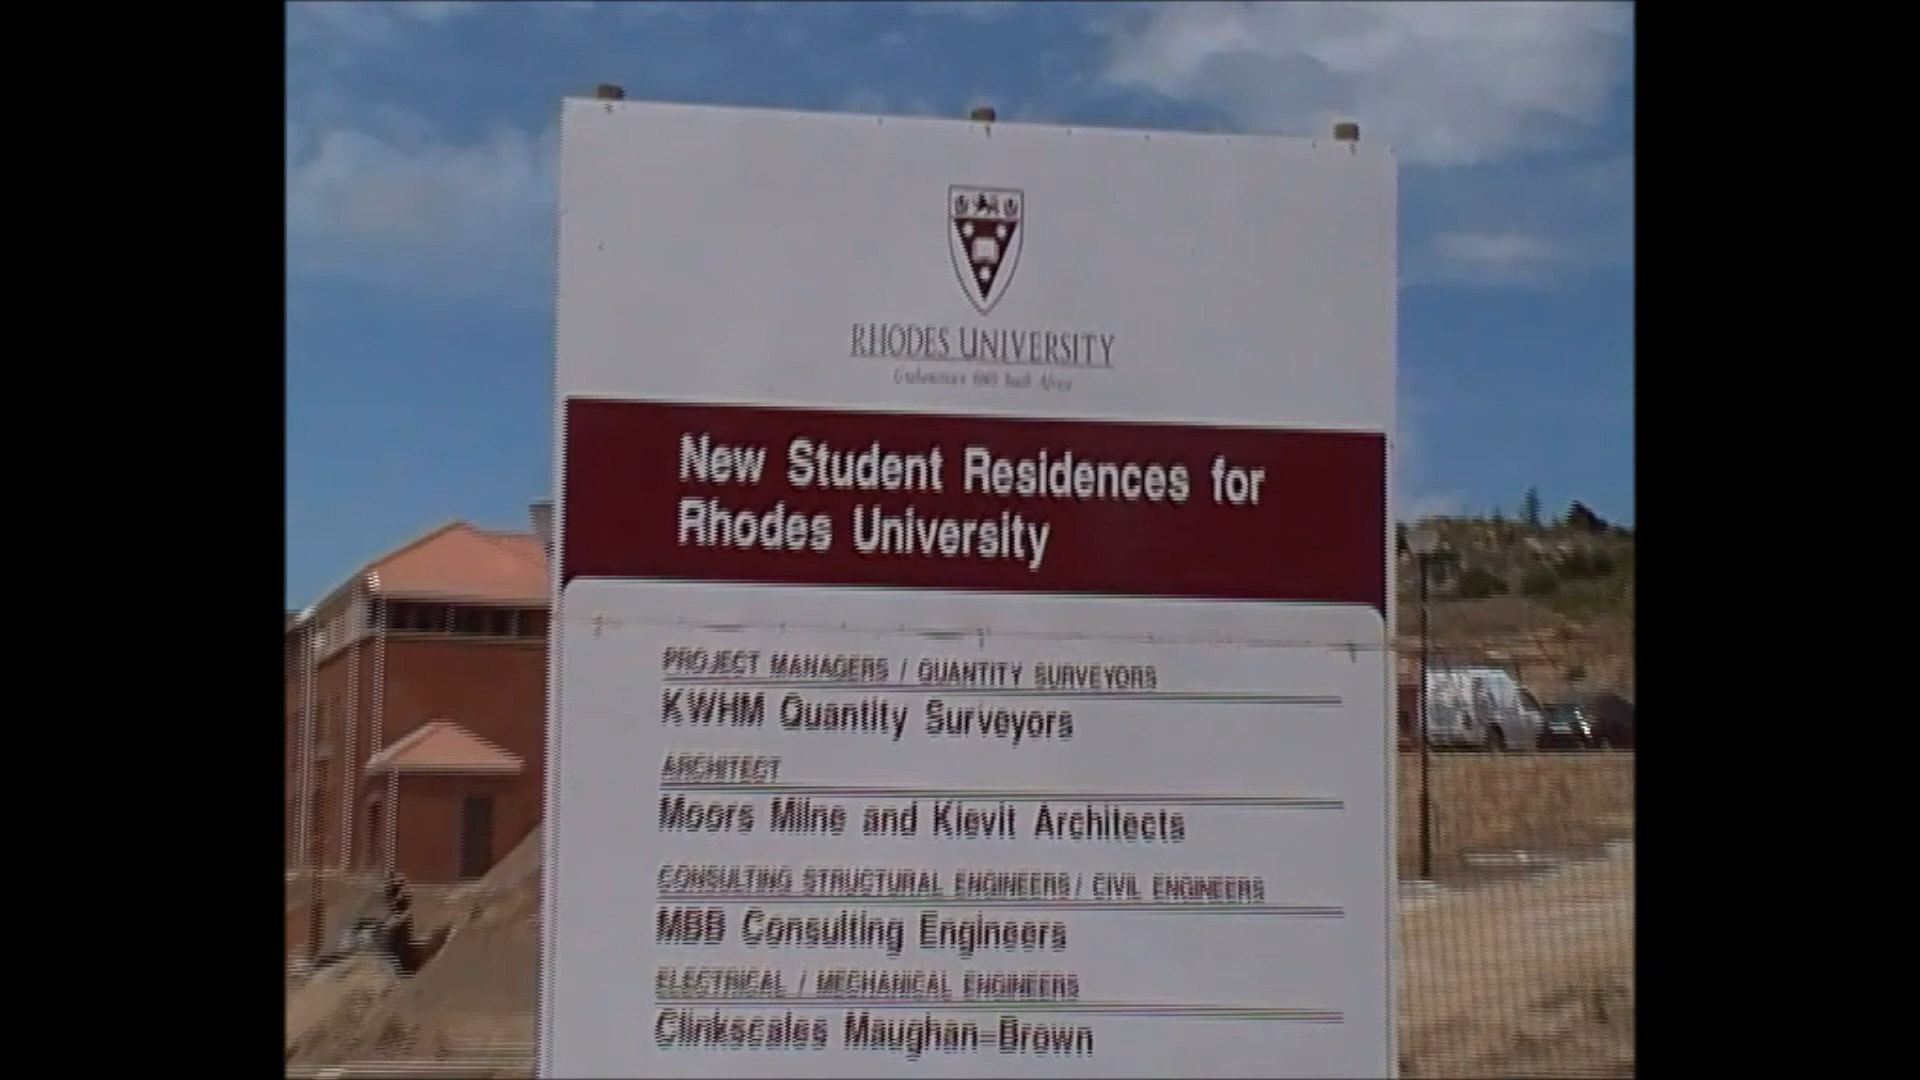 RHODES UNIVERSITY
New Student Residences for
Rhodes University
PROJECT MANAGERS / QUANTITY SURVEYORS
KWHM Quantity Surveyors
ARCHITECT
Moors Milne and Kievit Architects
CONSULTING STRUCTURAL ENGINEERS / CIVIL ENGINEERS
MBB Consulting Engineers
ELECTRICAL / MECHANICAL ENGINEERS
Clinkscales Maughan-Brown